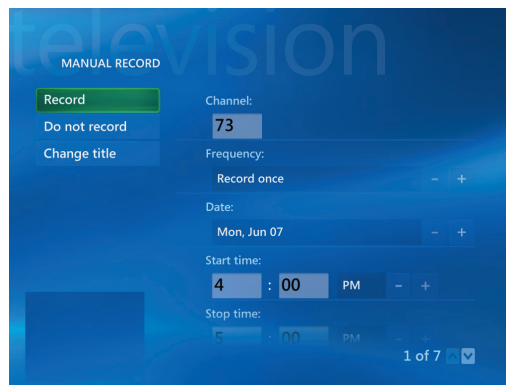 television
MANUAL RECORD
Record
Do not record
Change title
Channel:
73
Frequency:
Record once - +
Date:
Mon, Jun 07 - +
Start time:
4 : 00 PM - +
Stop time:
5 : 00 PM - +
1 of 7